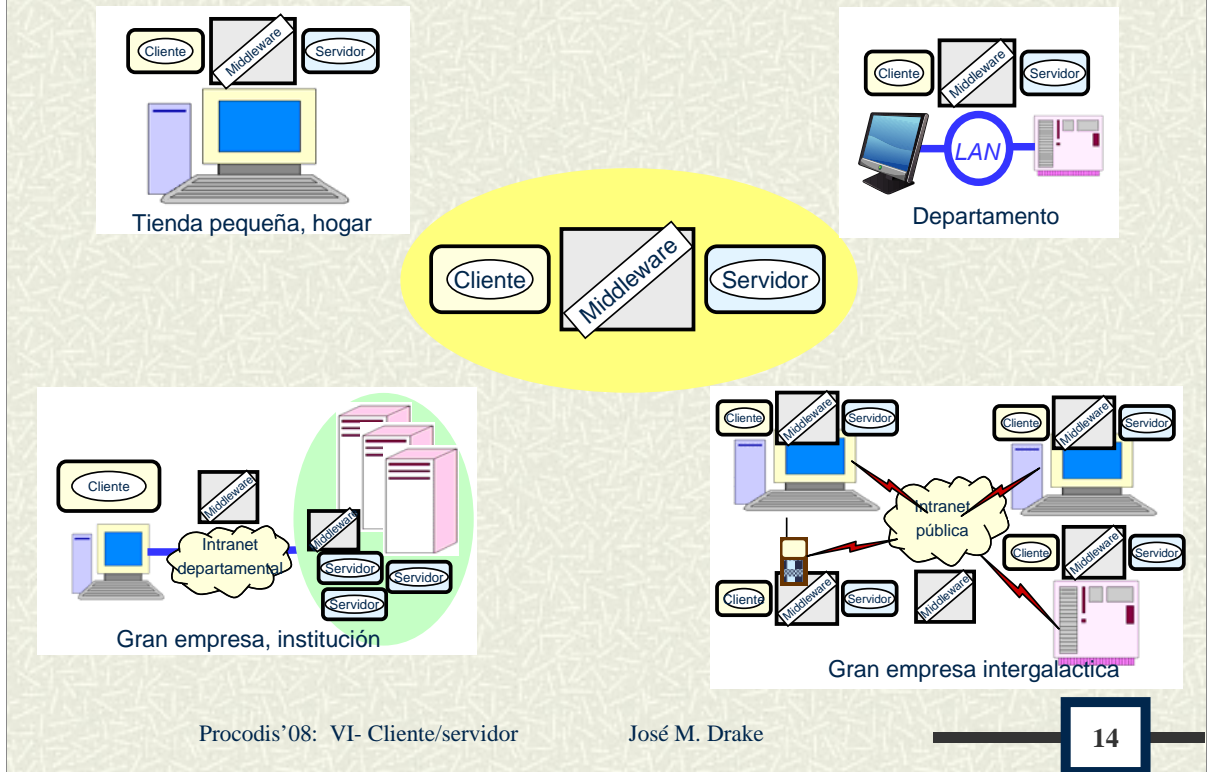 Cliente
Middleware
Servidor
Tienda pequeña, hogar
Cliente
Middleware
Servidor
LAN
Departamento
Cliente
Middleware
Servidor
Cliente
Middleware
Intranet
departamental
Middleware
Servidor
Servidor
Servidor
Gran empresa, institución
Cliente
Middleware
Servidor
Cliente
Middleware
Servidor
Intranet
pública
Cliente
Middleware
Servidor
Cliente
Middleware
Servidor
Middleware
Gran empresa intergaláctica
Procodis’08: VI- Cliente/servidor
José M. Drake
14